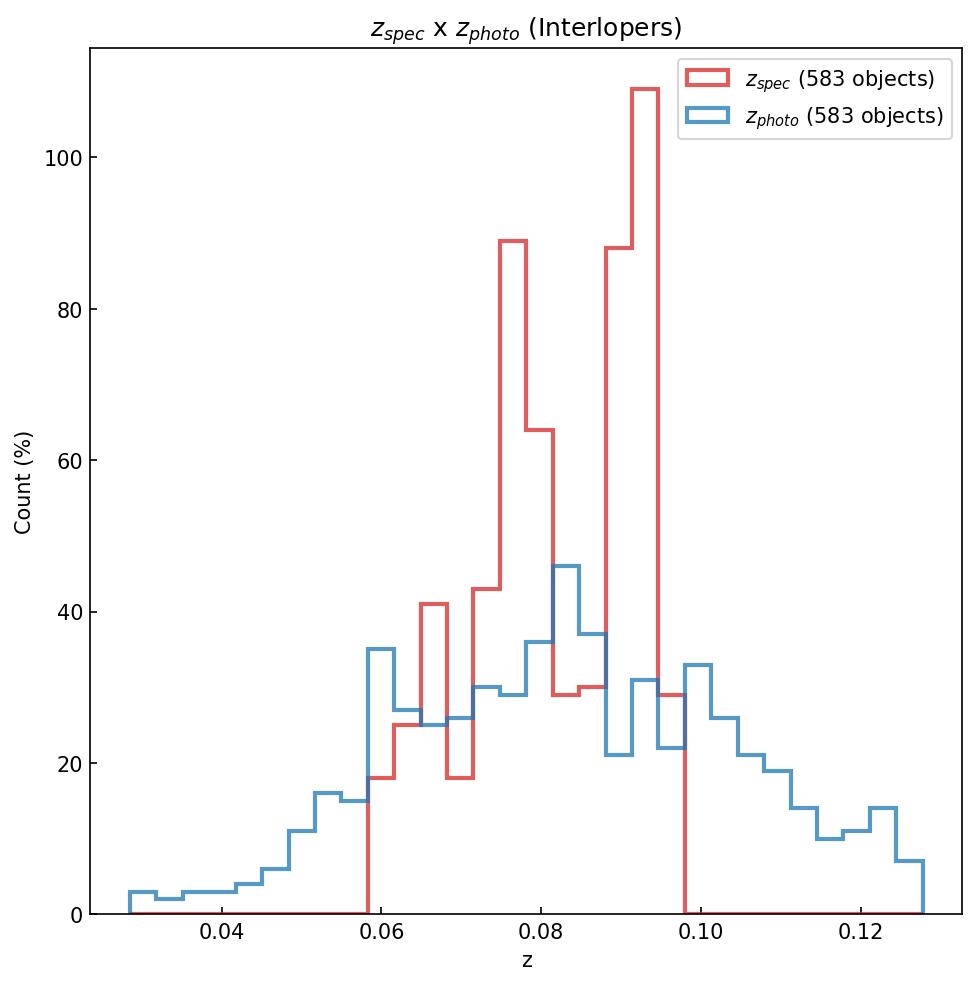 z_spec x z_photo (Interlopers)
z_spec (583 objects)
z_photo (583 objects)
Count (%)
100
80
60
40
20
0
0.04 0.06 0.08 0.10 0.12
z